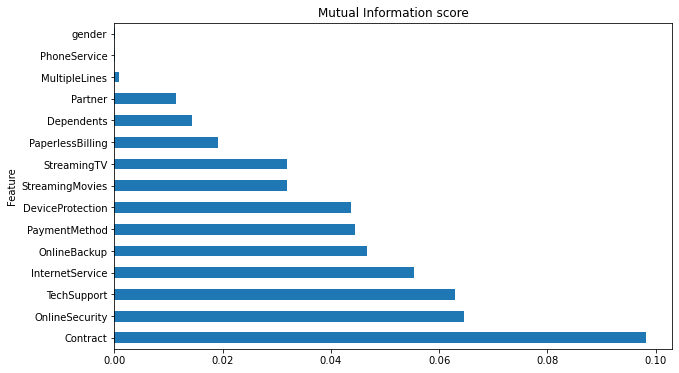 Mutual Information score
gender
PhoneService
MultipleLines
Partner
Dependents
PaperlessBilling
StreamingTV
StreamingMovies
DeviceProtection
PaymentMethod
OnlineBackup
InternetService
TechSupport
OnlineSecurity
Contract
Feature
0.00 0.02 0.04 0.06 0.08 0.10